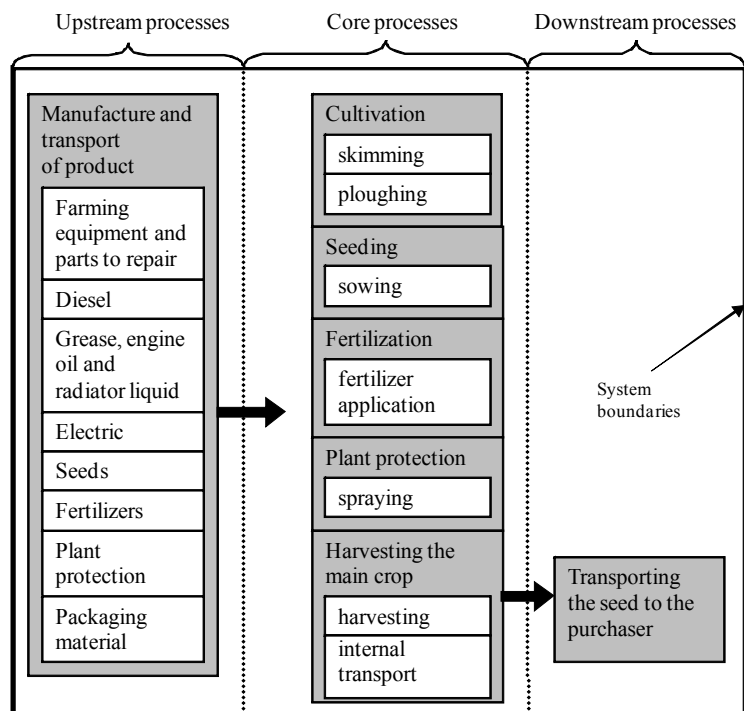 Upstream processes
Core processes
Downstream processes
Manufacture and
transport
of product
Farming
equipment and
parts to repair
Diesel
Grease, engine
oil and
radiator liquid
Electric
Seeds
Fertilizers
Plant
protection
Packaging
material
Cultivation
skimming
ploughing
Seeding
sowing
Fertilization
fertilizer
application
Plant protection
spraying
Harvesting the
main crop
harvesting
internal
transport
Transporting
the seed to the
purchaser
System
boundaries